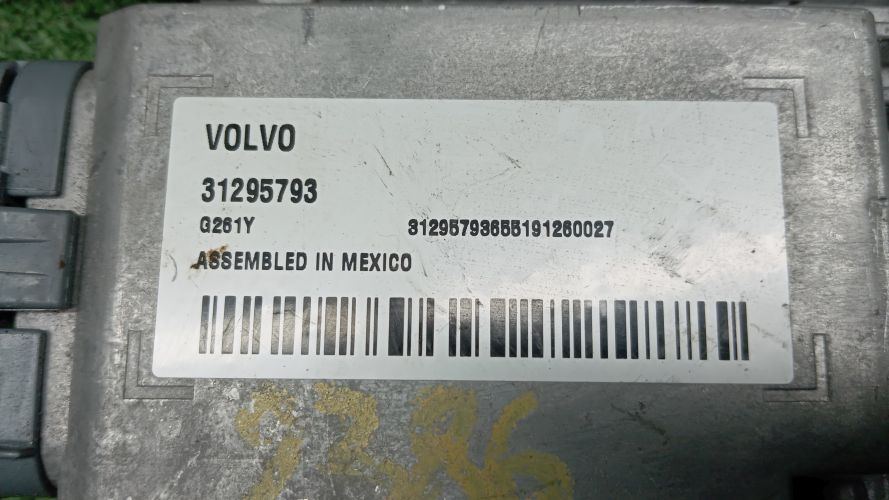 VOLVO
31295793
G261Y 31295793655191260027
ASSEMBLED IN MEXICO